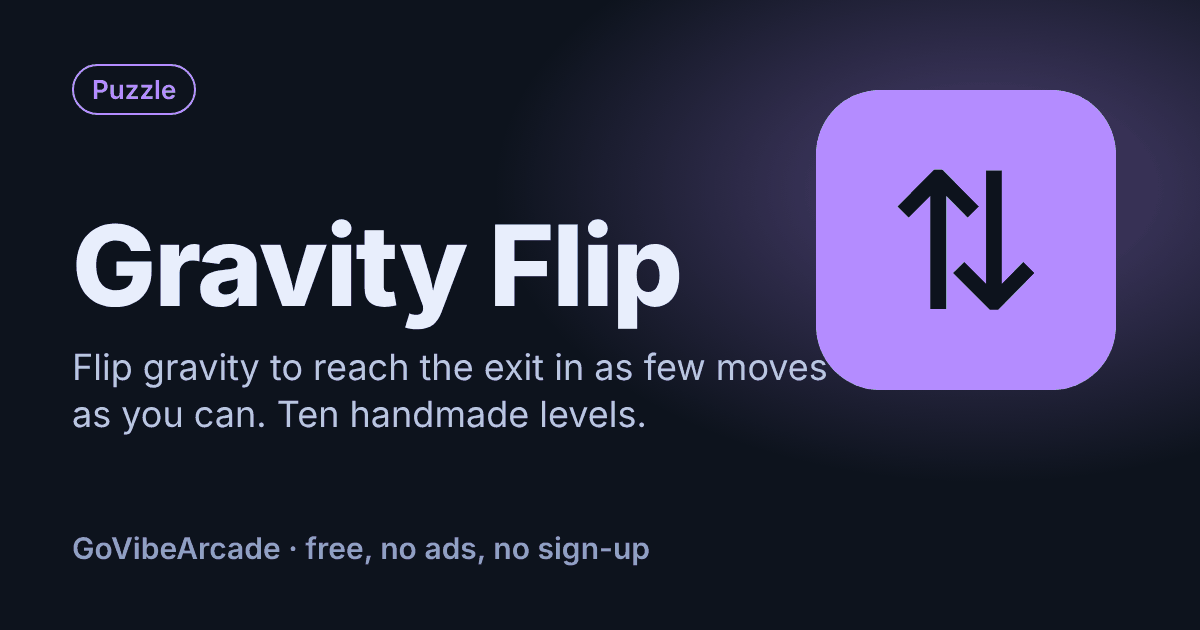 Puzzle
Gravity Flip
Flip gravity to reach the exit in as few moves
as you can. Ten handmade levels.
GoVibeArcade · free, no ads, no sign-up